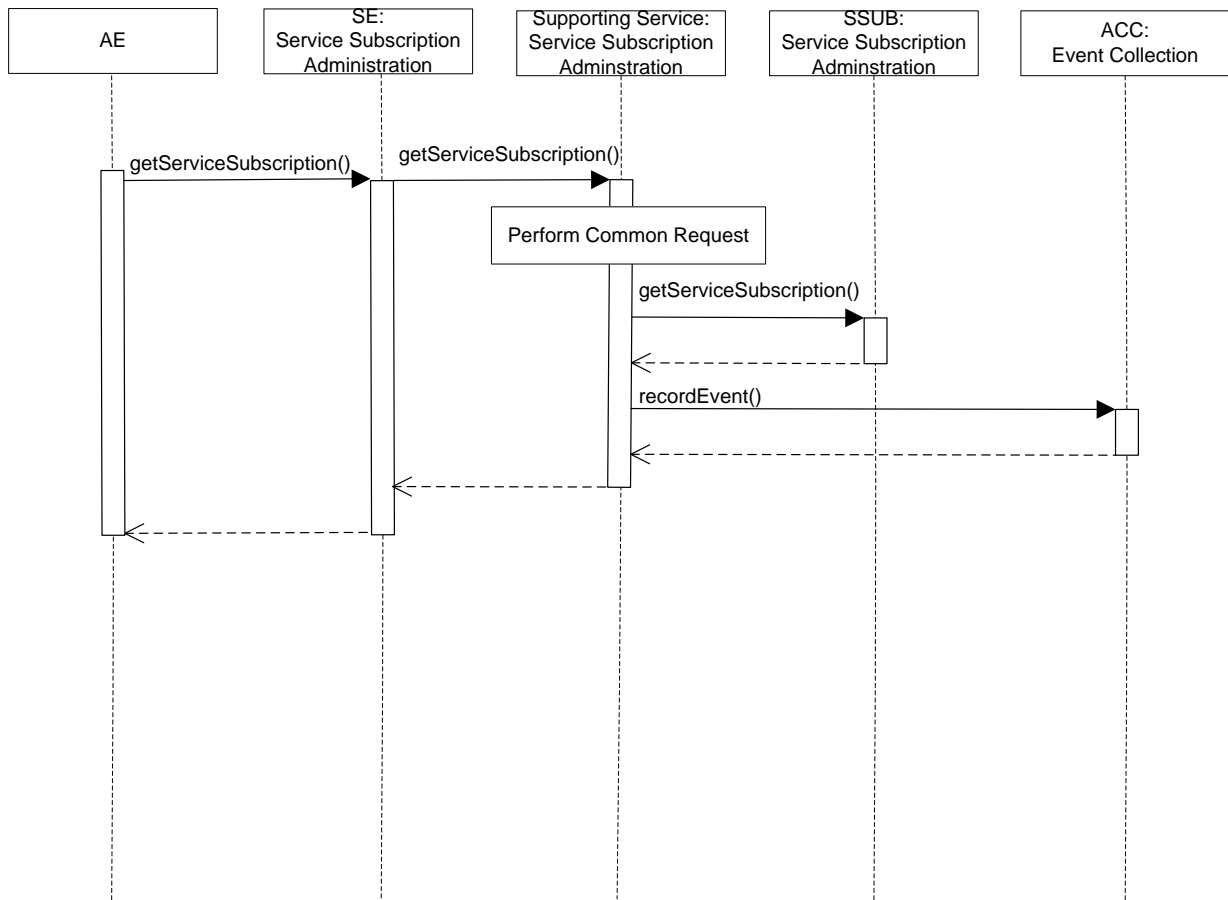 AE
SE:
Service Subscription
Administration
Supporting Service:
Service Subscription
Adminstration
SSUB:
Service Subscription
Adminstration
ACC:
Event Collection
getServiceSubscription()
getServiceSubscription()
Perform Common Request
getServiceSubscription()
recordEvent()